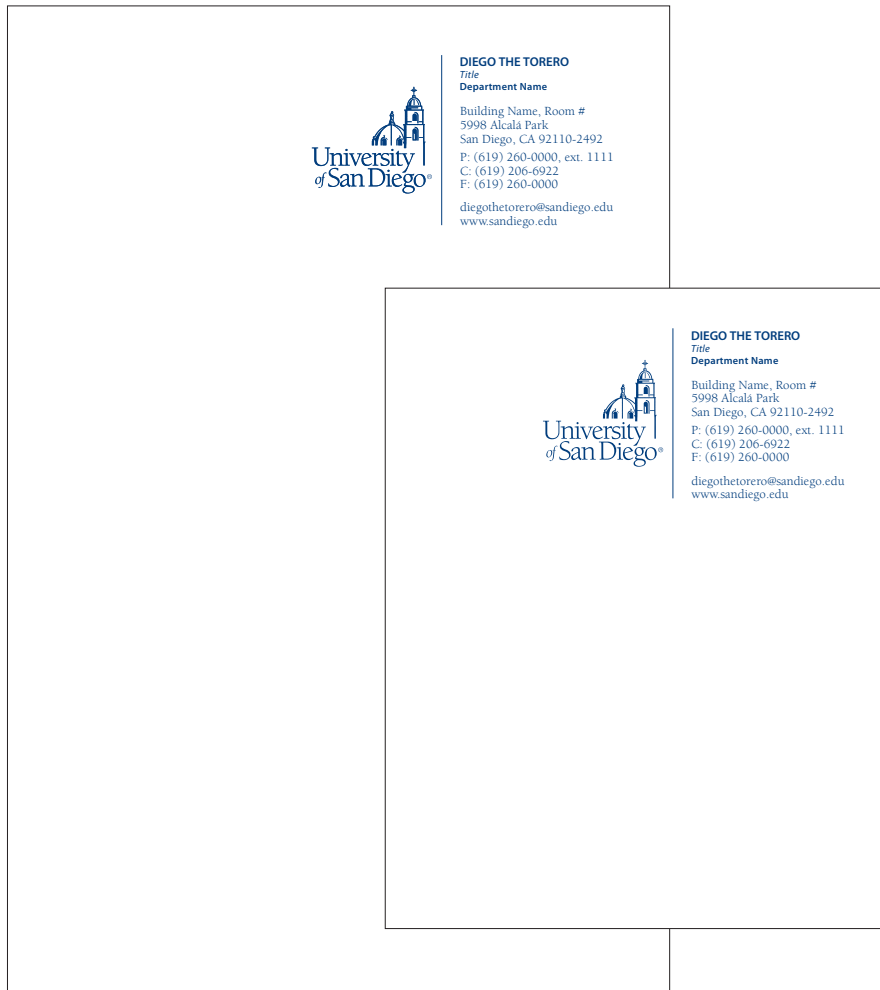 DIEGO THE TORERO
Title
Department Name
Building Name, Room #
5998 Alcalá Park
San Diego, CA 92110-2492
P: (619) 260-0000, ext. 1111
C: (619) 206-6922
F: (619) 260-0000
diegothetorero@sandiego.edu
www.sandiego.edu
University
of San Diego®
DIEGO THE TORERO
Title
Department Name
Building Name, Room #
5998 Alcalá Park
San Diego, CA 92110-2492
P: (619) 260-0000, ext. 1111
C: (619) 206-6922
F: (619) 260-0000
diegothetorero@sandiego.edu
www.sandiego.edu
University
of San Diego®